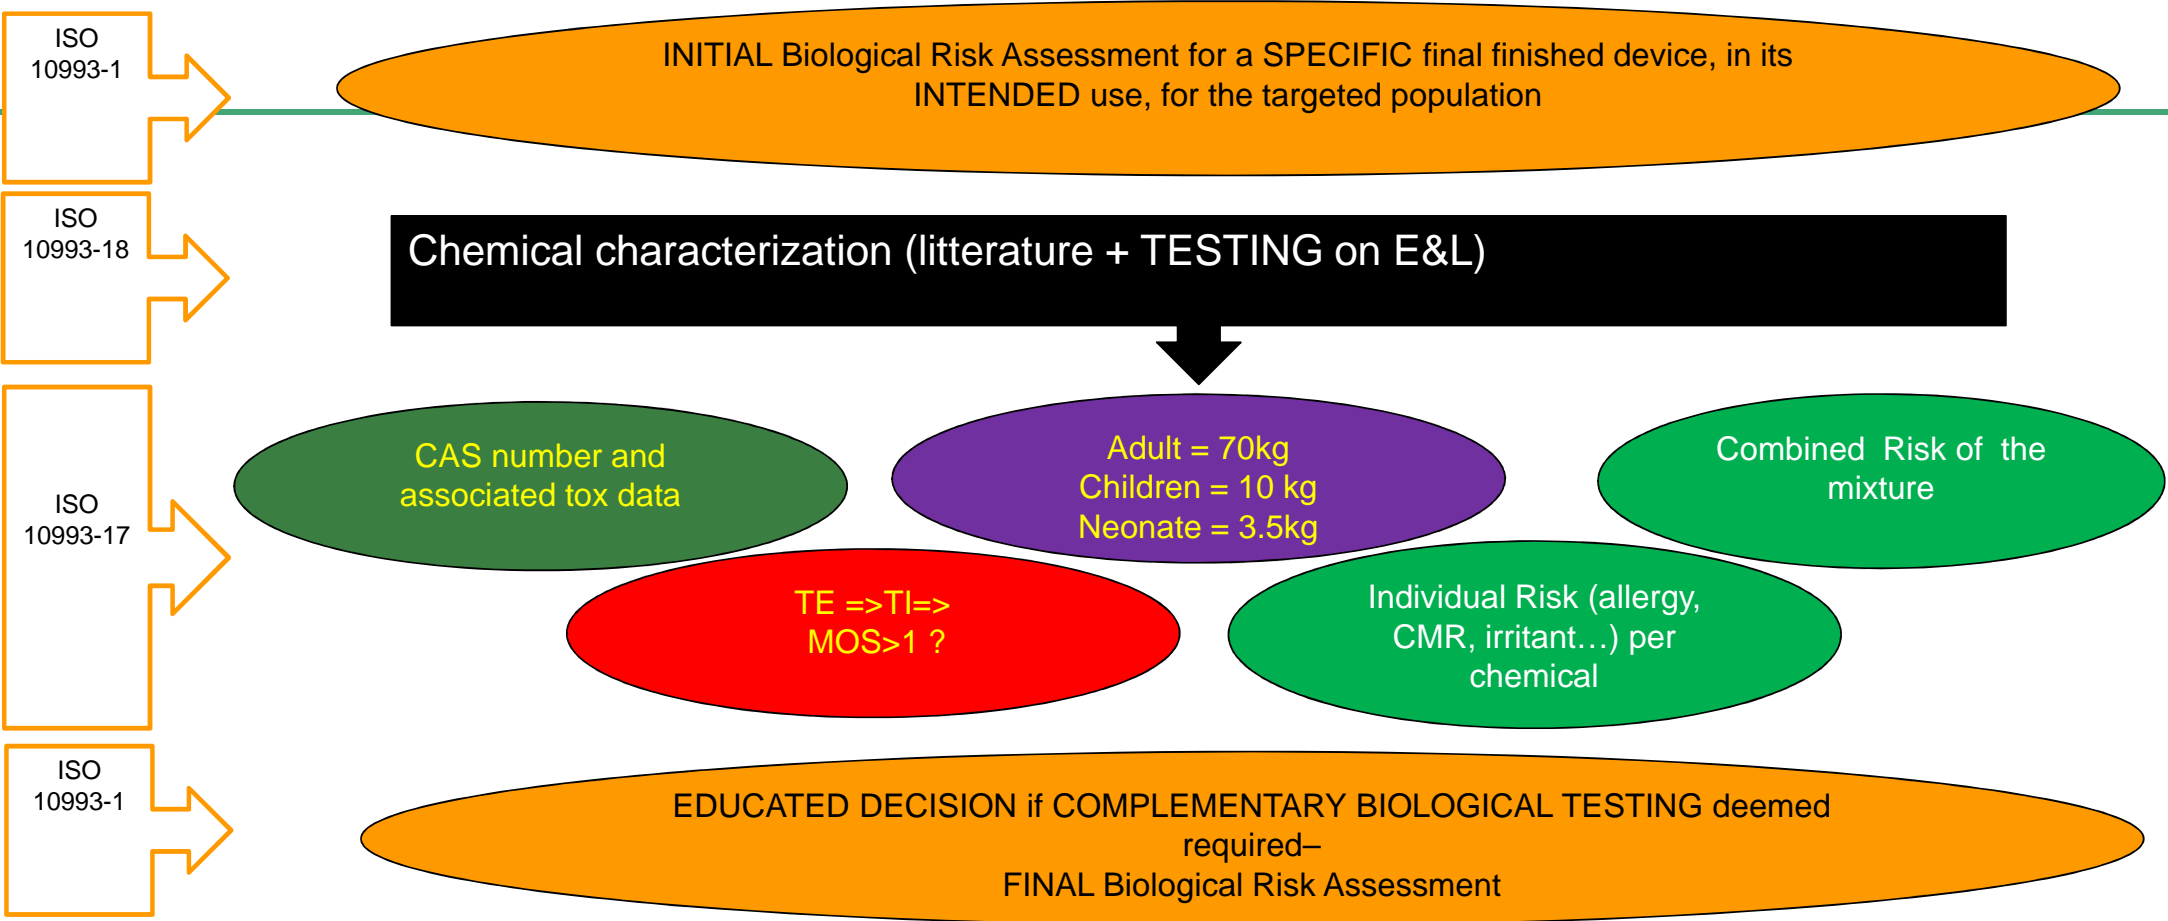 ISO
10993-1
INITIAL Biological Risk Assessment for a SPECIFIC final finished device, in its
INTENDED use, for the targeted population
ISO
10993-18
Chemical characterization (litterature + TESTING on E&L)
ISO
10993-17
CAS number and
associated tox data
Adult = 70kg
Children = 10 kg
Neonate = 3.5kg
Combined Risk of the
mixture
TE =>TI=>
MOS>1 ?
Individual Risk (allergy,
CMR, irritant…) per
chemical
ISO
10993-1
EDUCATED DECISION if COMPLEMENTARY BIOLOGICAL TESTING deemed
required–
FINAL Biological Risk Assessment